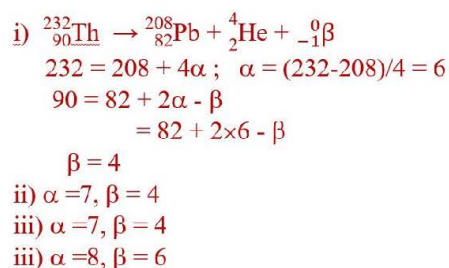 i) ²³²₉₀Th → ²⁰⁸₈₂Pb + ⁴₂He + ⁰₋₁β
232 = 208 + 4α ; α = (232-208)/4 = 6
90 = 82 + 2α - β
= 82 + 2×6 - β
β = 4
ii) α =7, β = 4
iii) α =7, β = 4
iii) α =8, β = 6